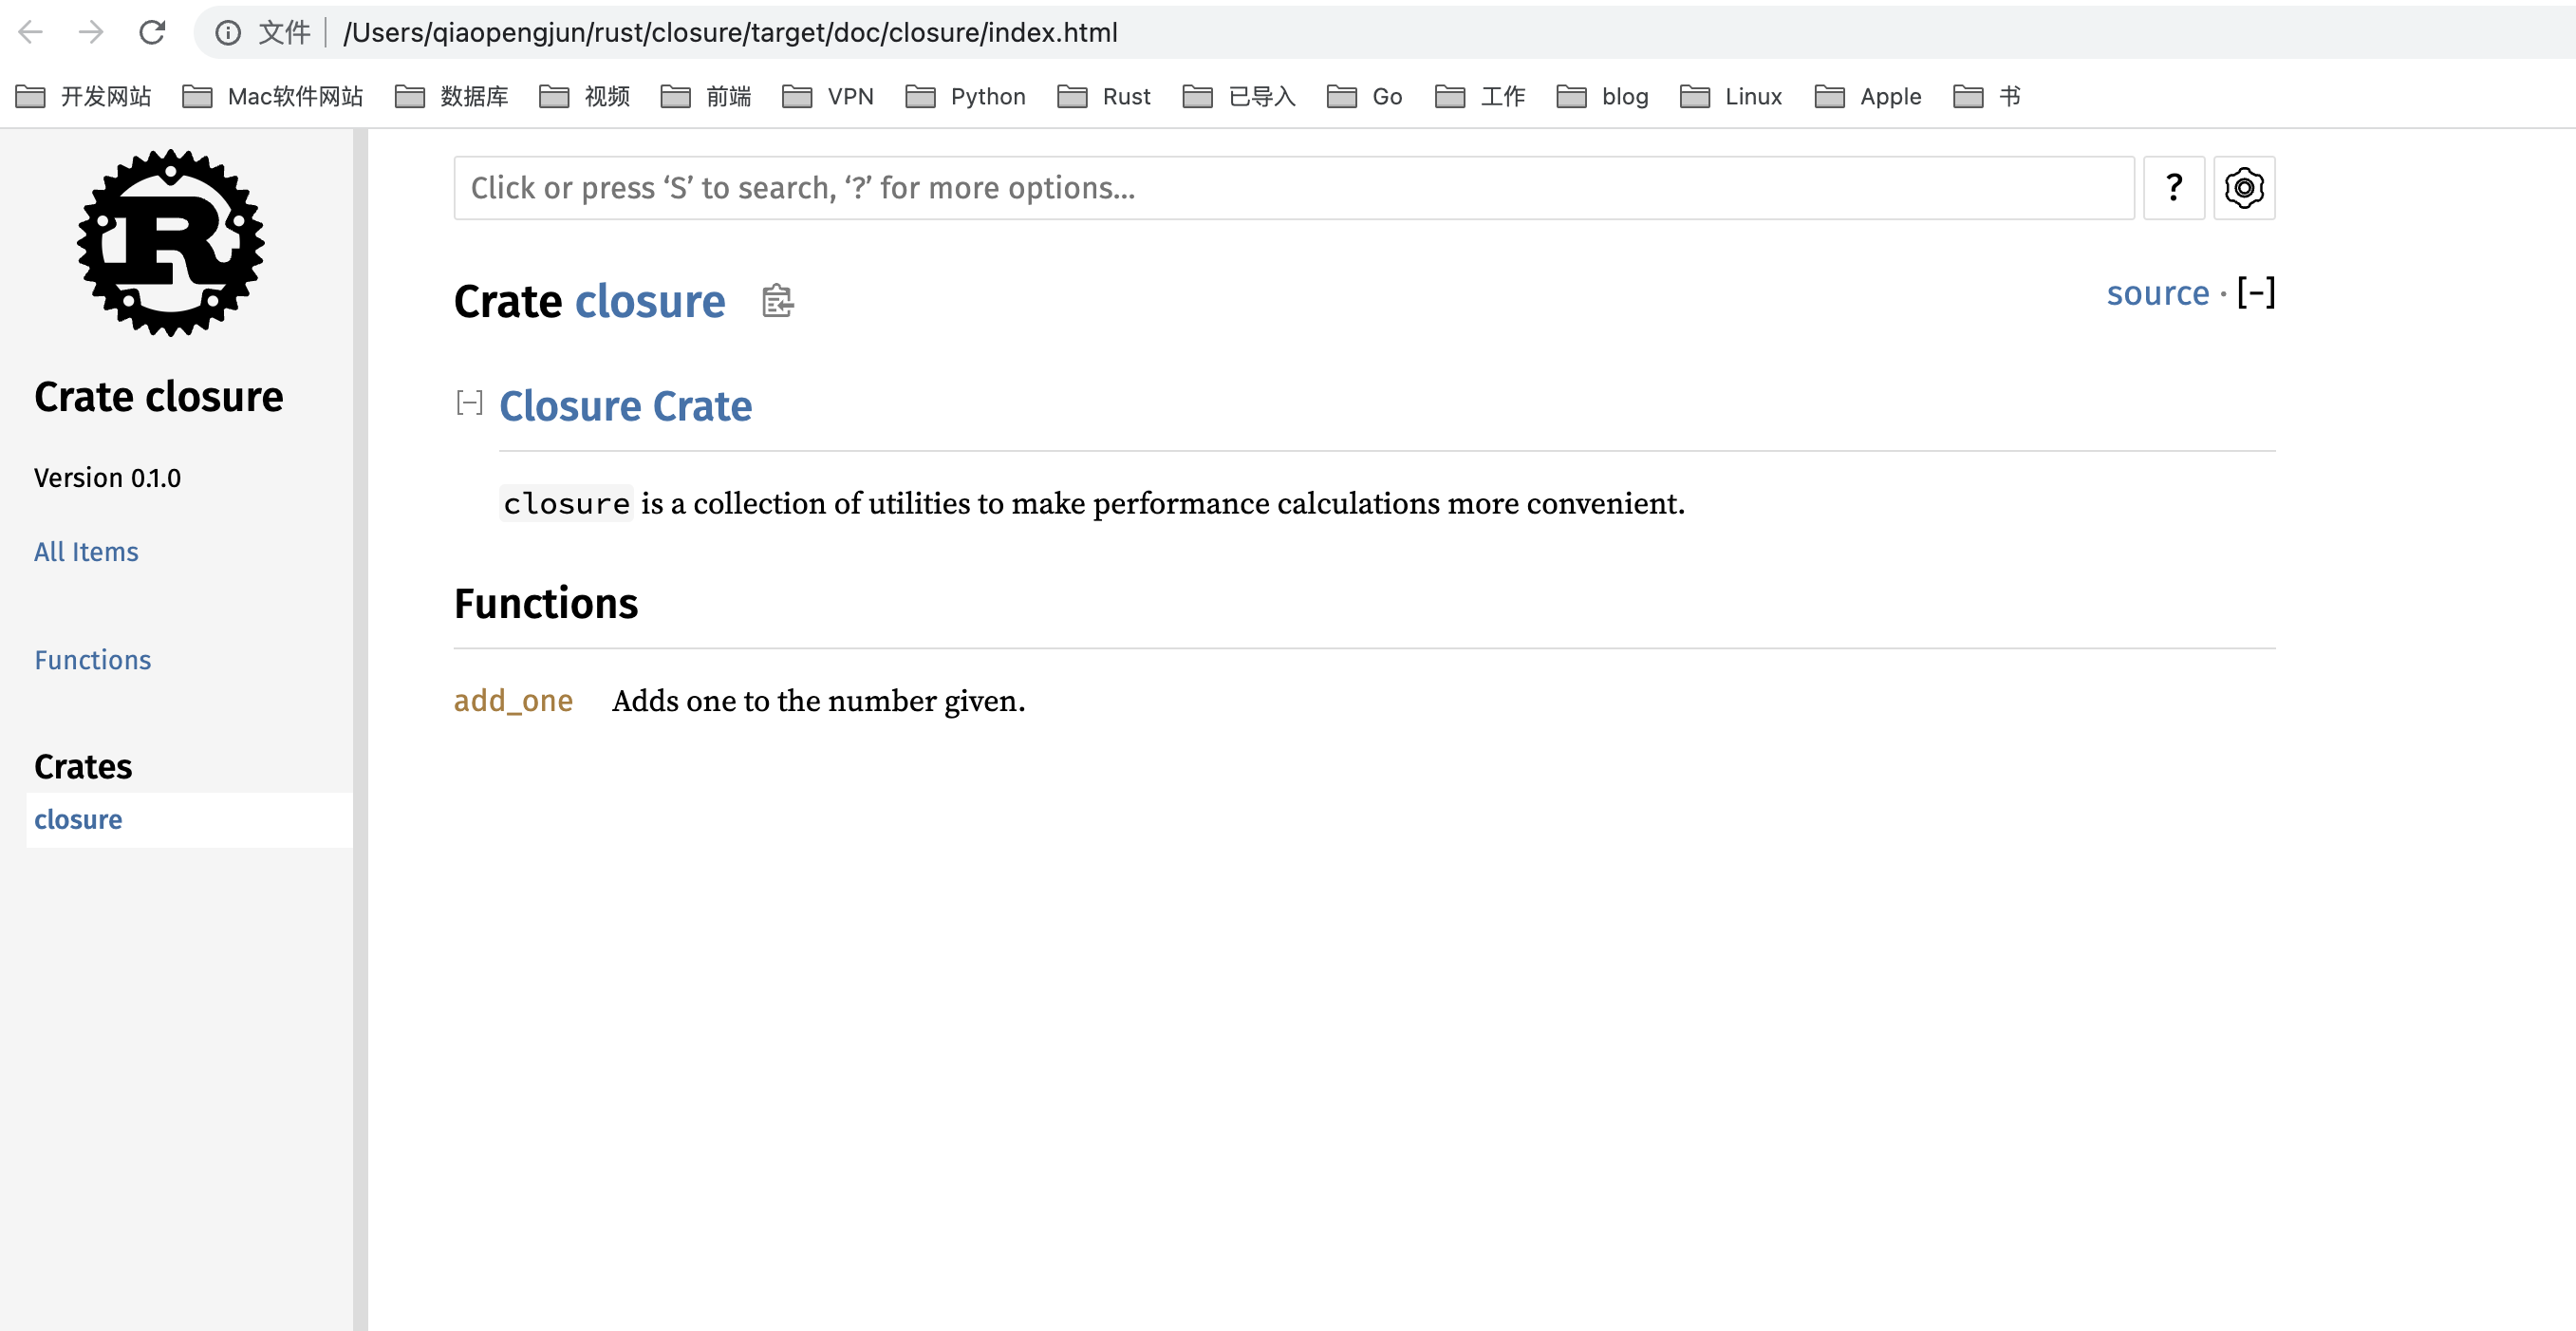 文件 | /Users/qiaopengjun/rust/closure/target/doc/closure/index.html
开发网站 Mac软件网站 数据库 视频 前端 VPN Python Rust 已导入 Go 工作 blog Linux Apple 书
R
Crate closure
Version 0.1.0
All Items
Functions
Crates
closure
Click or press ‘S’ to search, ‘?’ for more options…
?
Crate closure
source · [−]
[−] Closure Crate
closure is a collection of utilities to make performance calculations more convenient.
Functions
add_one Adds one to the number given.